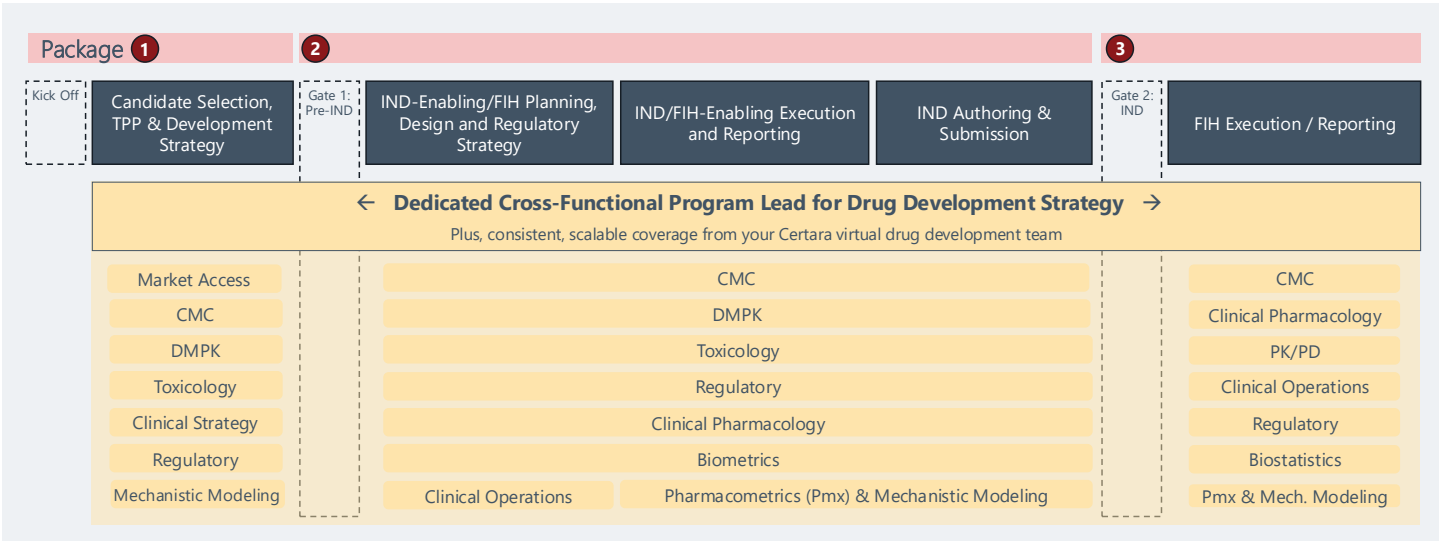 Package 1
2
3
Kick Off
Candidate Selection,
TPP & Development
Strategy
Gate 1:
Pre-IND
IND-Enabling/FIH Planning,
Design and Regulatory
Strategy
IND/FIH-Enabling Execution
and Reporting
IND Authoring &
Submission
Gate 2:
IND
FIH Execution / Reporting
← Dedicated Cross-Functional Program Lead for Drug Development Strategy →
Plus, consistent, scalable coverage from your Certara virtual drug development team
Market Access
CMC
DMPK
Toxicology
Clinical Strategy
Regulatory
Mechanistic Modeling
CMC
DMPK
Toxicology
Regulatory
Clinical Pharmacology
Biometrics
Clinical Operations
Pharmacometrics (Pmx) & Mechanistic Modeling
CMC
Clinical Pharmacology
PK/PD
Clinical Operations
Regulatory
Biostatistics
Pmx & Mech. Modeling